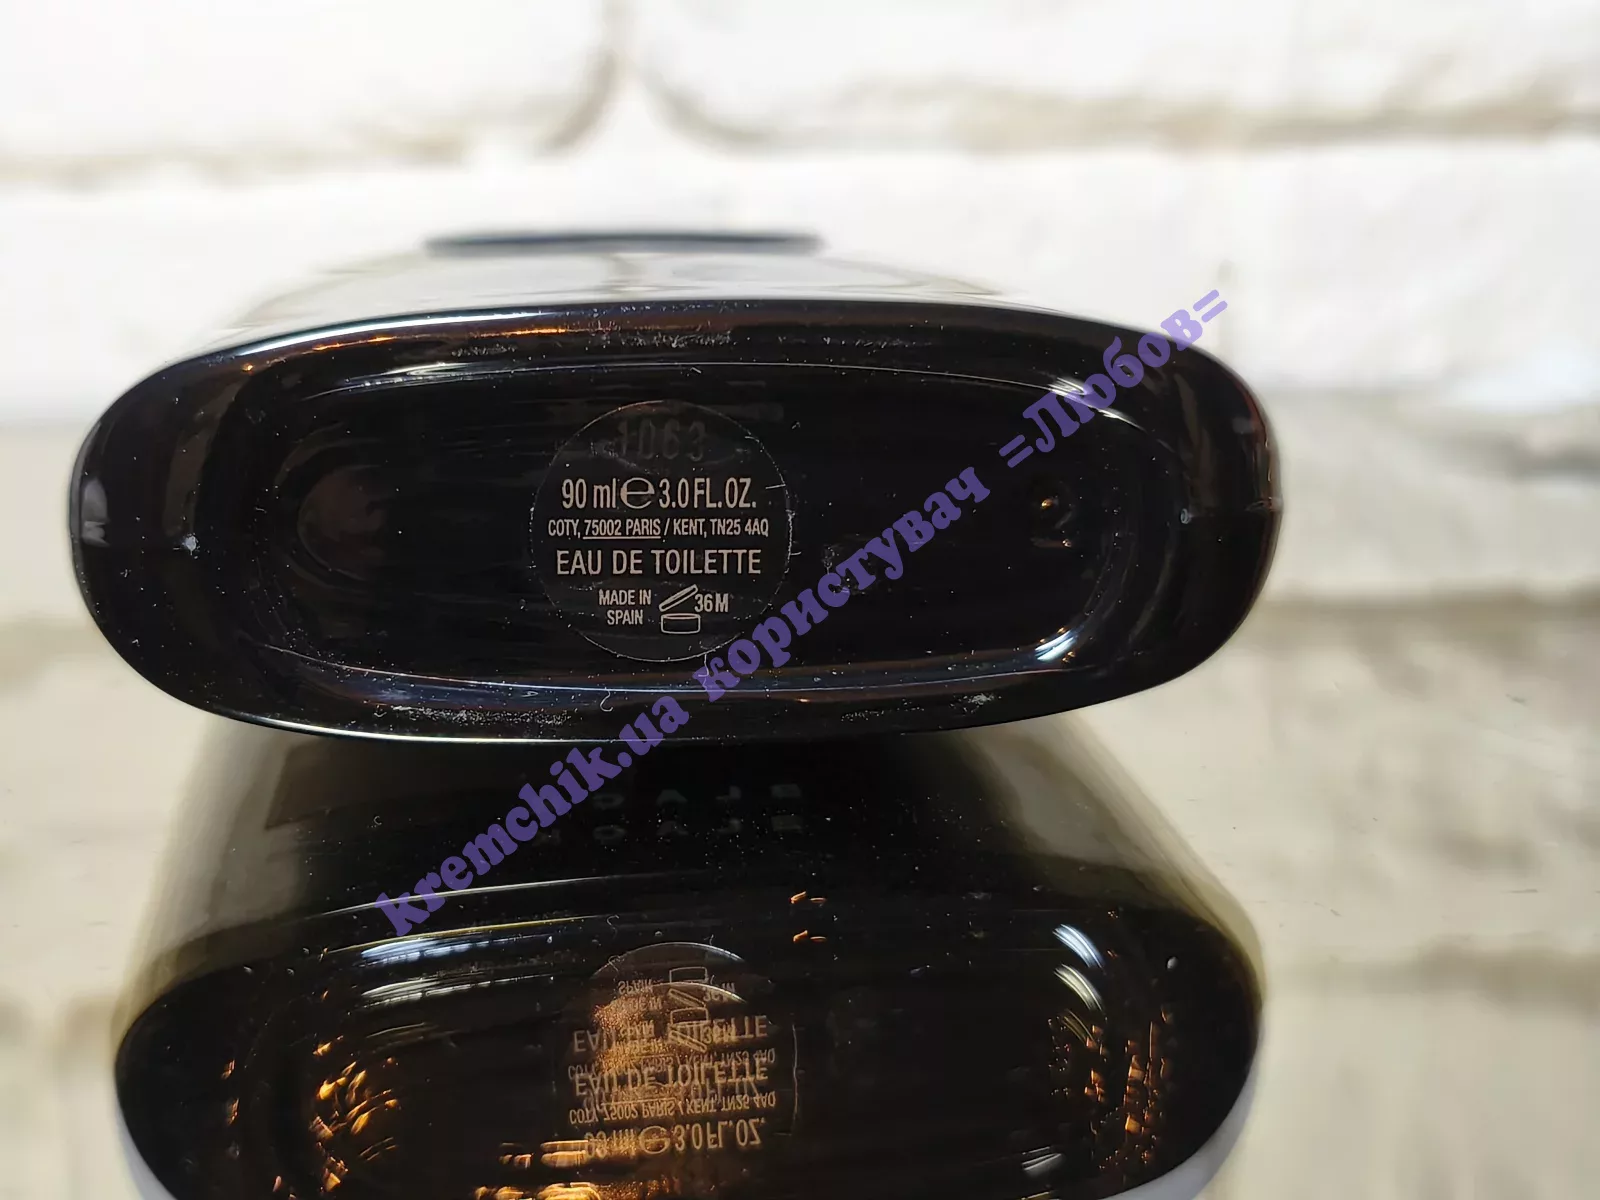 1063
90 ml ℮ 3.0 FL.OZ.
COTY, 75002 PARIS / KENT, TN25 4AQ
EAU DE TOILETTE
MADE IN
SPAIN
36M
kremchik.ua користувач =Любов=